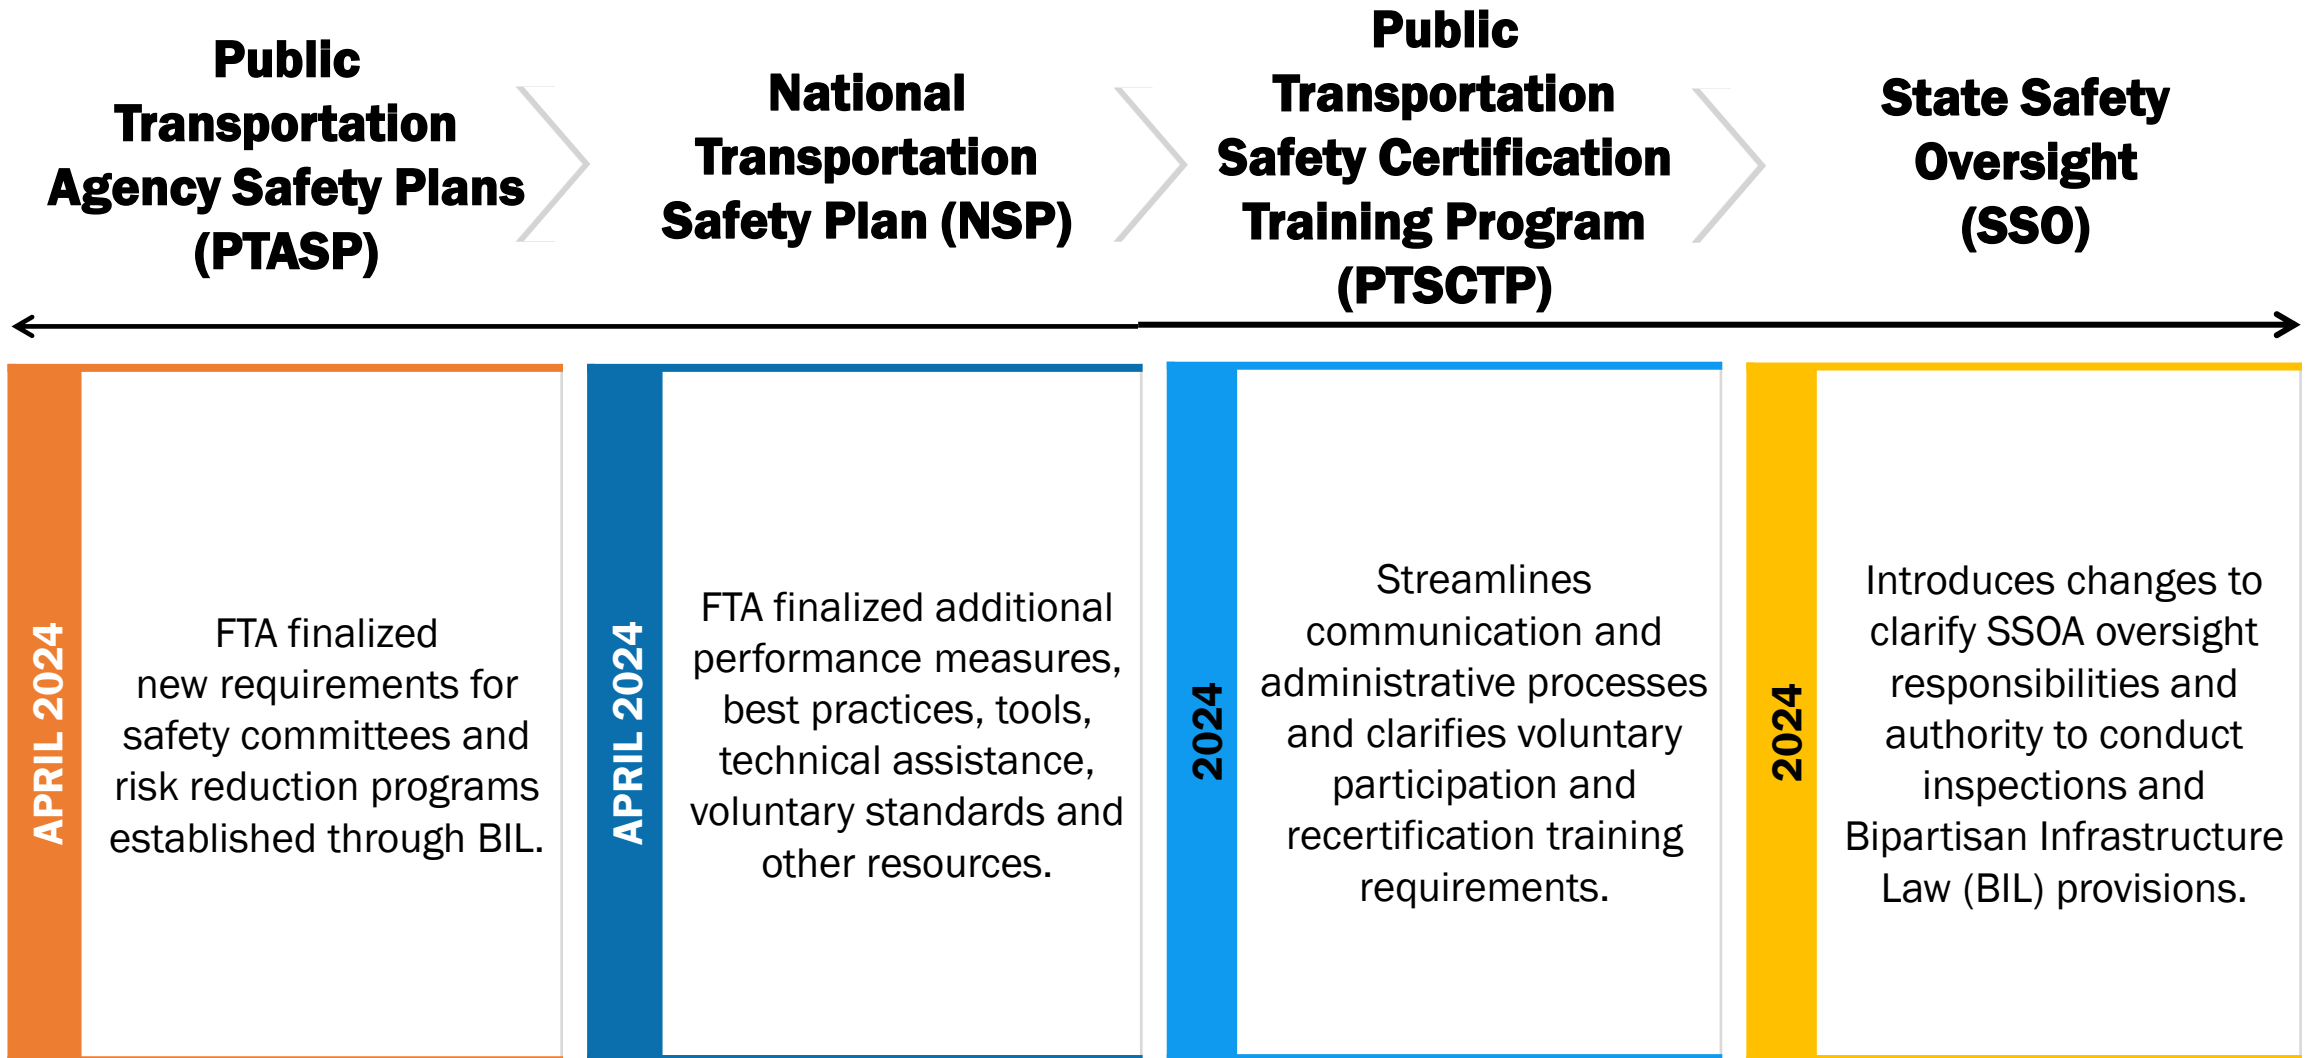 Public
Transportation
Agency Safety Plans
(PTASP)
National
Transportation
Safety Plan (NSP)
Public
Transportation
Safety Certification
Training Program
(PTSCTP)
State Safety
Oversight
(SSO)
APRIL 2024
FTA finalized
new requirements for
safety committees and
risk reduction programs
established through BIL.
APRIL 2024
FTA finalized additional
performance measures,
best practices, tools,
technical assistance,
voluntary standards and
other resources.
2024
Streamlines
communication and
administrative processes
and clarifies voluntary
participation and
recertification training
requirements.
2024
Introduces changes to
clarify SSOA oversight
responsibilities and
authority to conduct
inspections and
Bipartisan Infrastructure
Law (BIL) provisions.